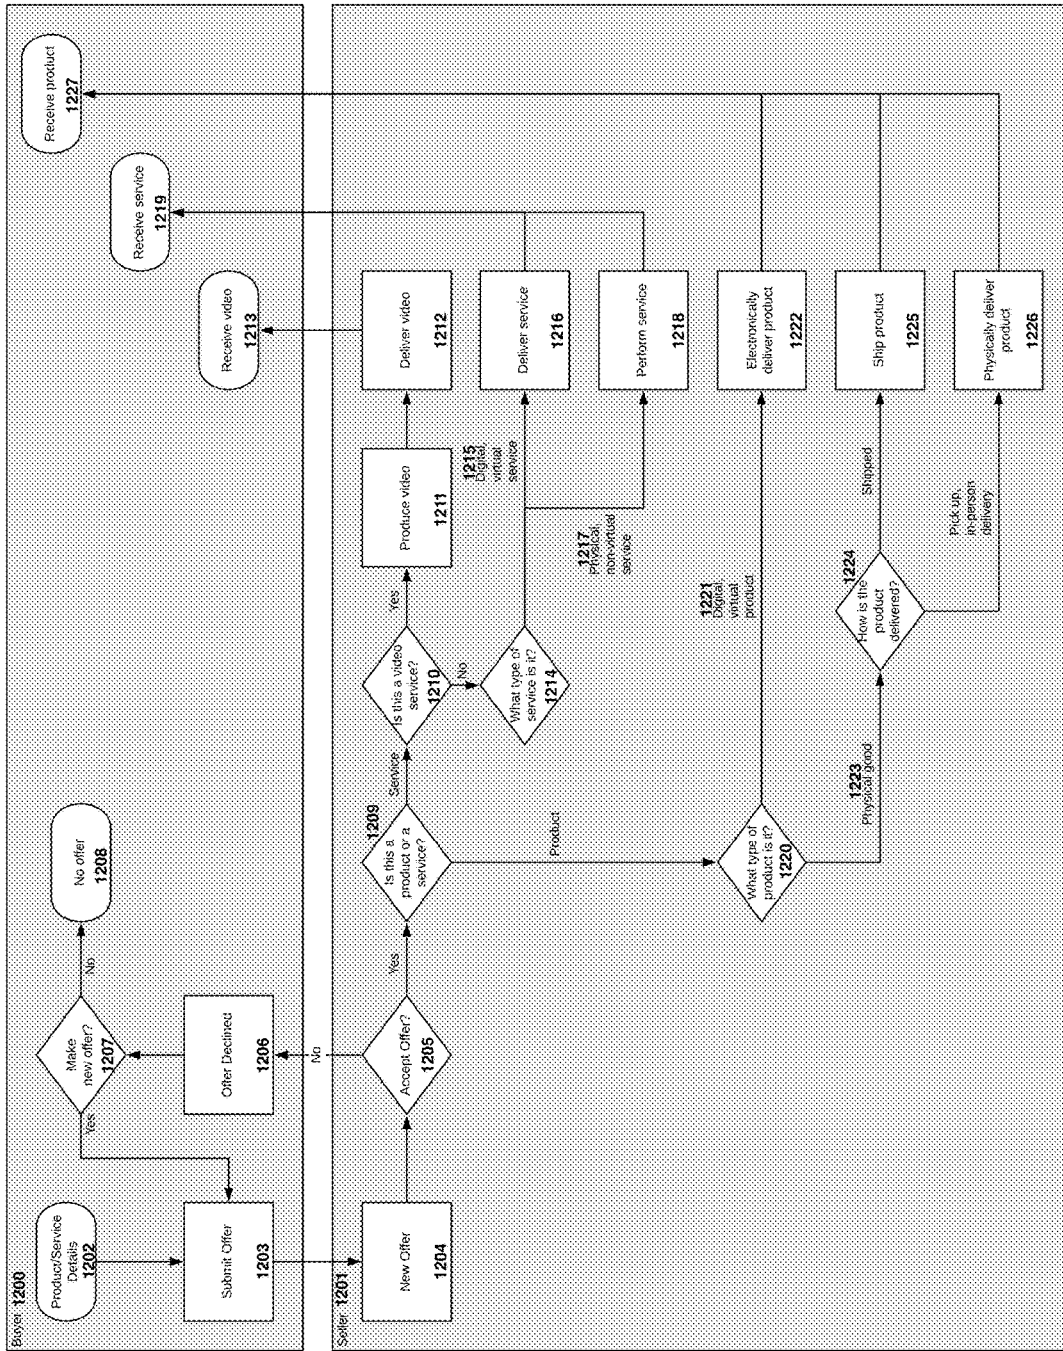 Buyer 1200
Product/Service
Details
1202
Submit Offer
1203
Yes
Make
new offer?
1207
No
No offer
1208
Offer Declined
1206
No
Receive video
1213
Receive service
1219
Receive product
1227
Seller 1201
New Offer
1204
Accept Offer?
1205
Yes
1209
Is this a
product or a
service?
Service
Product
Is this a video
service?
1210
Yes
No
Produce video
1211
Deliver video
1212
What type of
service is it?
1214
1215
Digital,
virtual
service
Deliver service
1216
1217
Physical,
non-virtual
service
Perform service
1218
What type of
product is it?
1220
1221
Digital,
virtual
product
Electronically
deliver product
1222
1223
Physical good
1224
How is the
product
delivered?
Shipped
Ship product
1225
Pick up,
in-person
delivery
Physically deliver
product
1226